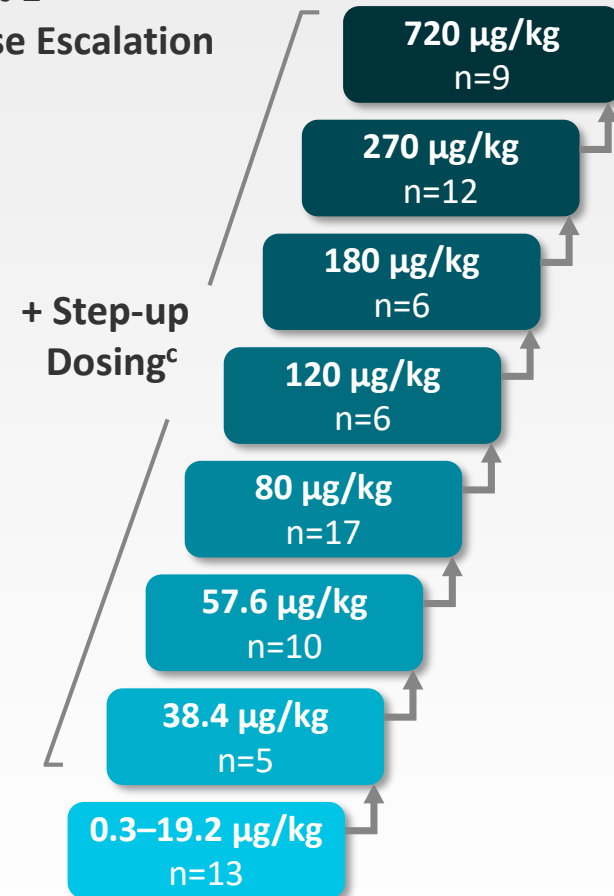 Escalation
720 µg/kg
n=9
270 µg/kg
n=12
180 µg/kg
n=6
+ Step-up
Dosingᶜ
120 µg/kg
n=6
80 µg/kg
n=17
57.6 µg/kg
n=10
38.4 µg/kg
n=5
0.3–19.2 µg/kg
n=13